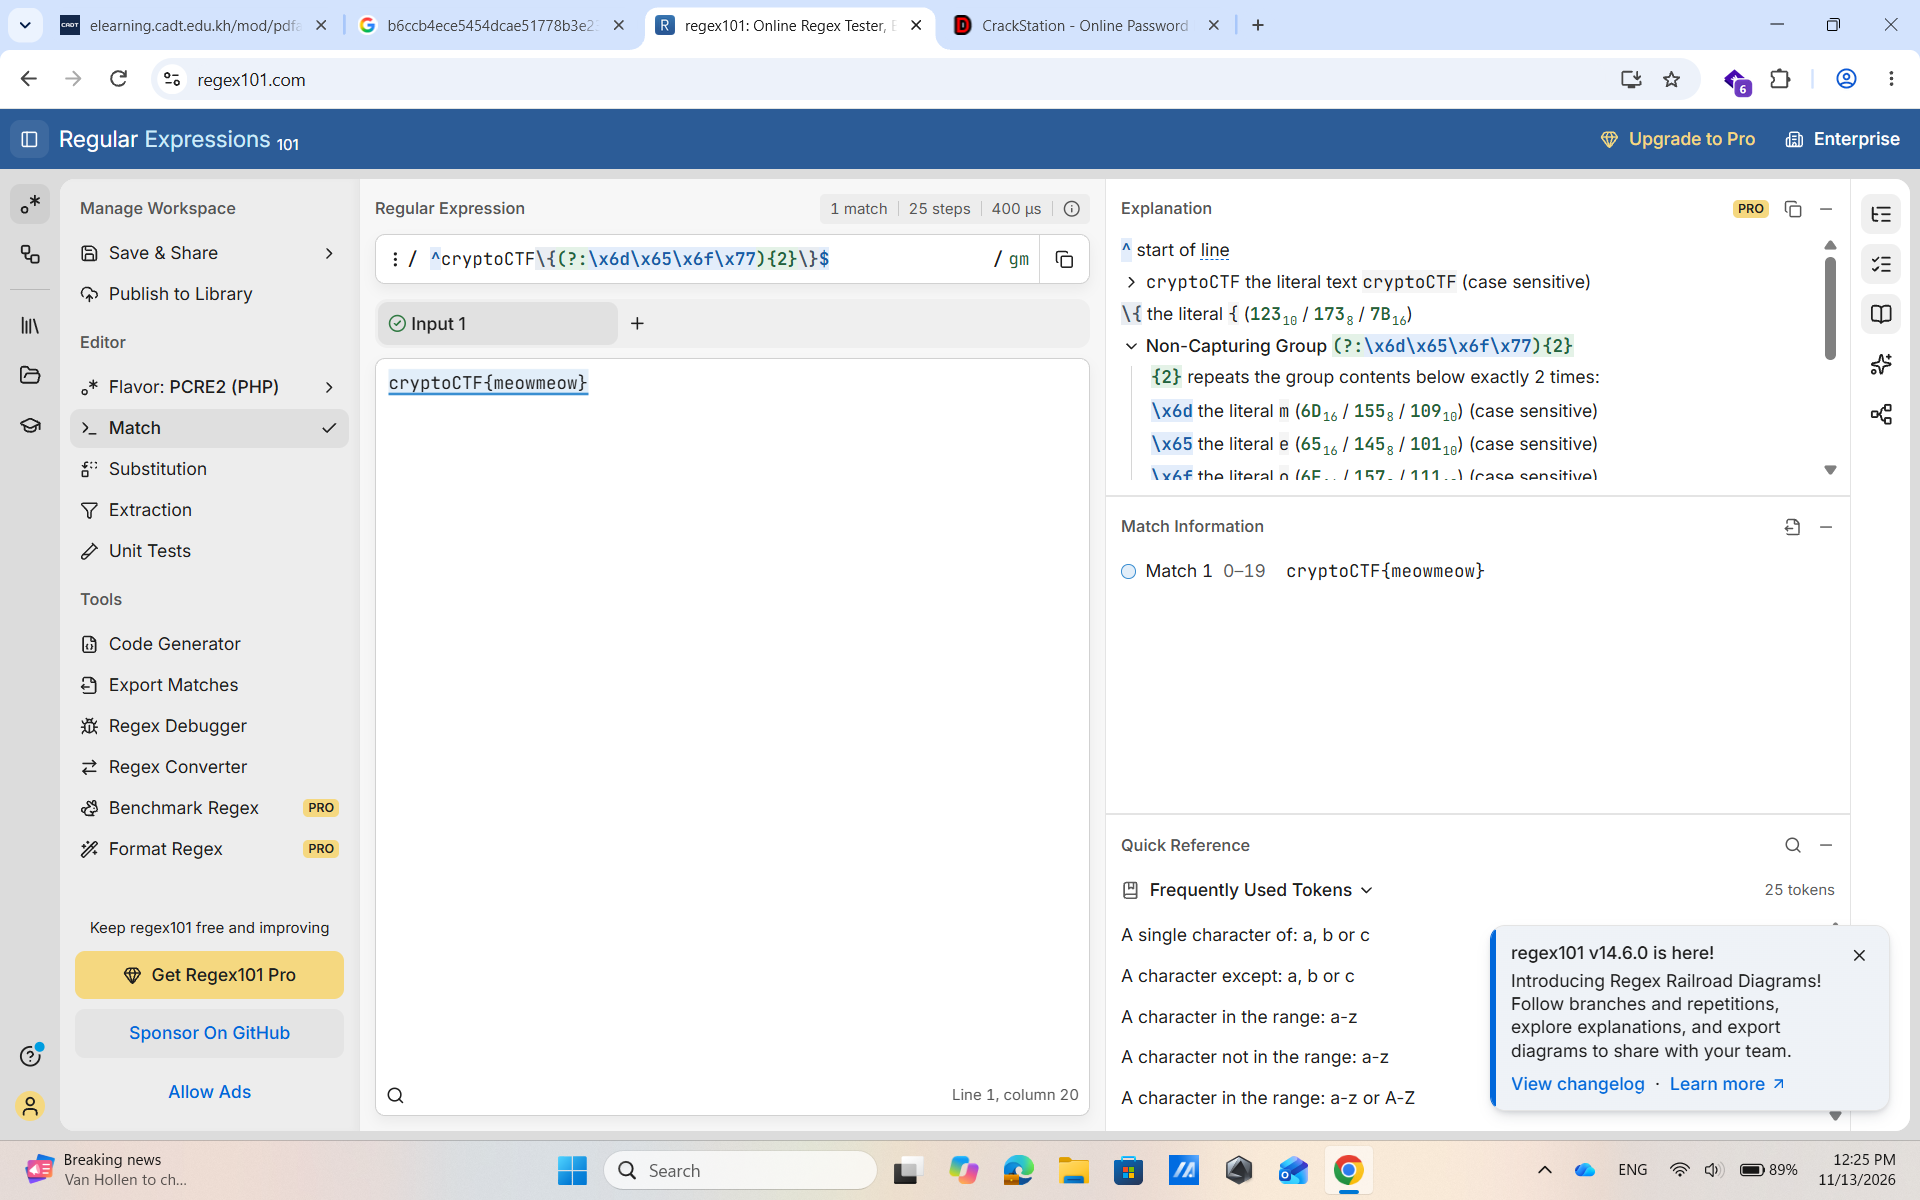 elearning.cadt.edu.kh/mod/pdfa
b6ccb4ece5454dcae51778b3e2
regex101: Online Regex Tester,
CrackStation - Online Password
regex101.com
6
Regular Expressions 101
Upgrade to Pro
Enterprise
Manage Workspace
Save & Share
Publish to Library
Editor
Flavor: PCRE2 (PHP)
Match
Substitution
Extraction
Unit Tests
Tools
Code Generator
Export Matches
Regex Debugger
Regex Converter
Benchmark Regex PRO
Format Regex PRO
Keep regex101 free and improving
Get Regex101 Pro
Sponsor On GitHub
Allow Ads
Regular Expression
1 match 25 steps 400 µs
/ ^cryptoCTF\{(?:\x6d\x65\x6f\x77){2}\}$ / gm
Input 1
cryptoCTF{meowmeow}
Line 1, column 20
Explanation
PRO
^ start of line
cryptoCTF the literal text cryptoCTF (case sensitive)
\{ the literal { (123₁₀ / 173₈ / 7B₁₆)
Non-Capturing Group (?:\x6d\x65\x6f\x77){2}
{2} repeats the group contents below exactly 2 times:
\x6d the literal m (6D₁₆ / 155₈ / 109₁₀) (case sensitive)
\x65 the literal e (65₁₆ / 145₈ / 101₁₀) (case sensitive)
\x6f the literal o (6F₁₆ / 157₈ / 111₁₀) (case sensitive)
Match Information
Match 1 0–19 cryptoCTF{meowmeow}
Quick Reference
Frequently Used Tokens
25 tokens
A single character of: a, b or c
A character except: a, b or c
A character in the range: a-z
A character not in the range: a-z
A character in the range: a-z or A-Z
regex101 v14.6.0 is here!
Introducing Regex Railroad Diagrams!
Follow branches and repetitions,
explore explanations, and export
diagrams to share with your team.
View changelog · Learn more ↗
Breaking news
Van Hollen to ch...
Search
ENG
89%
12:25 PM
11/13/2026